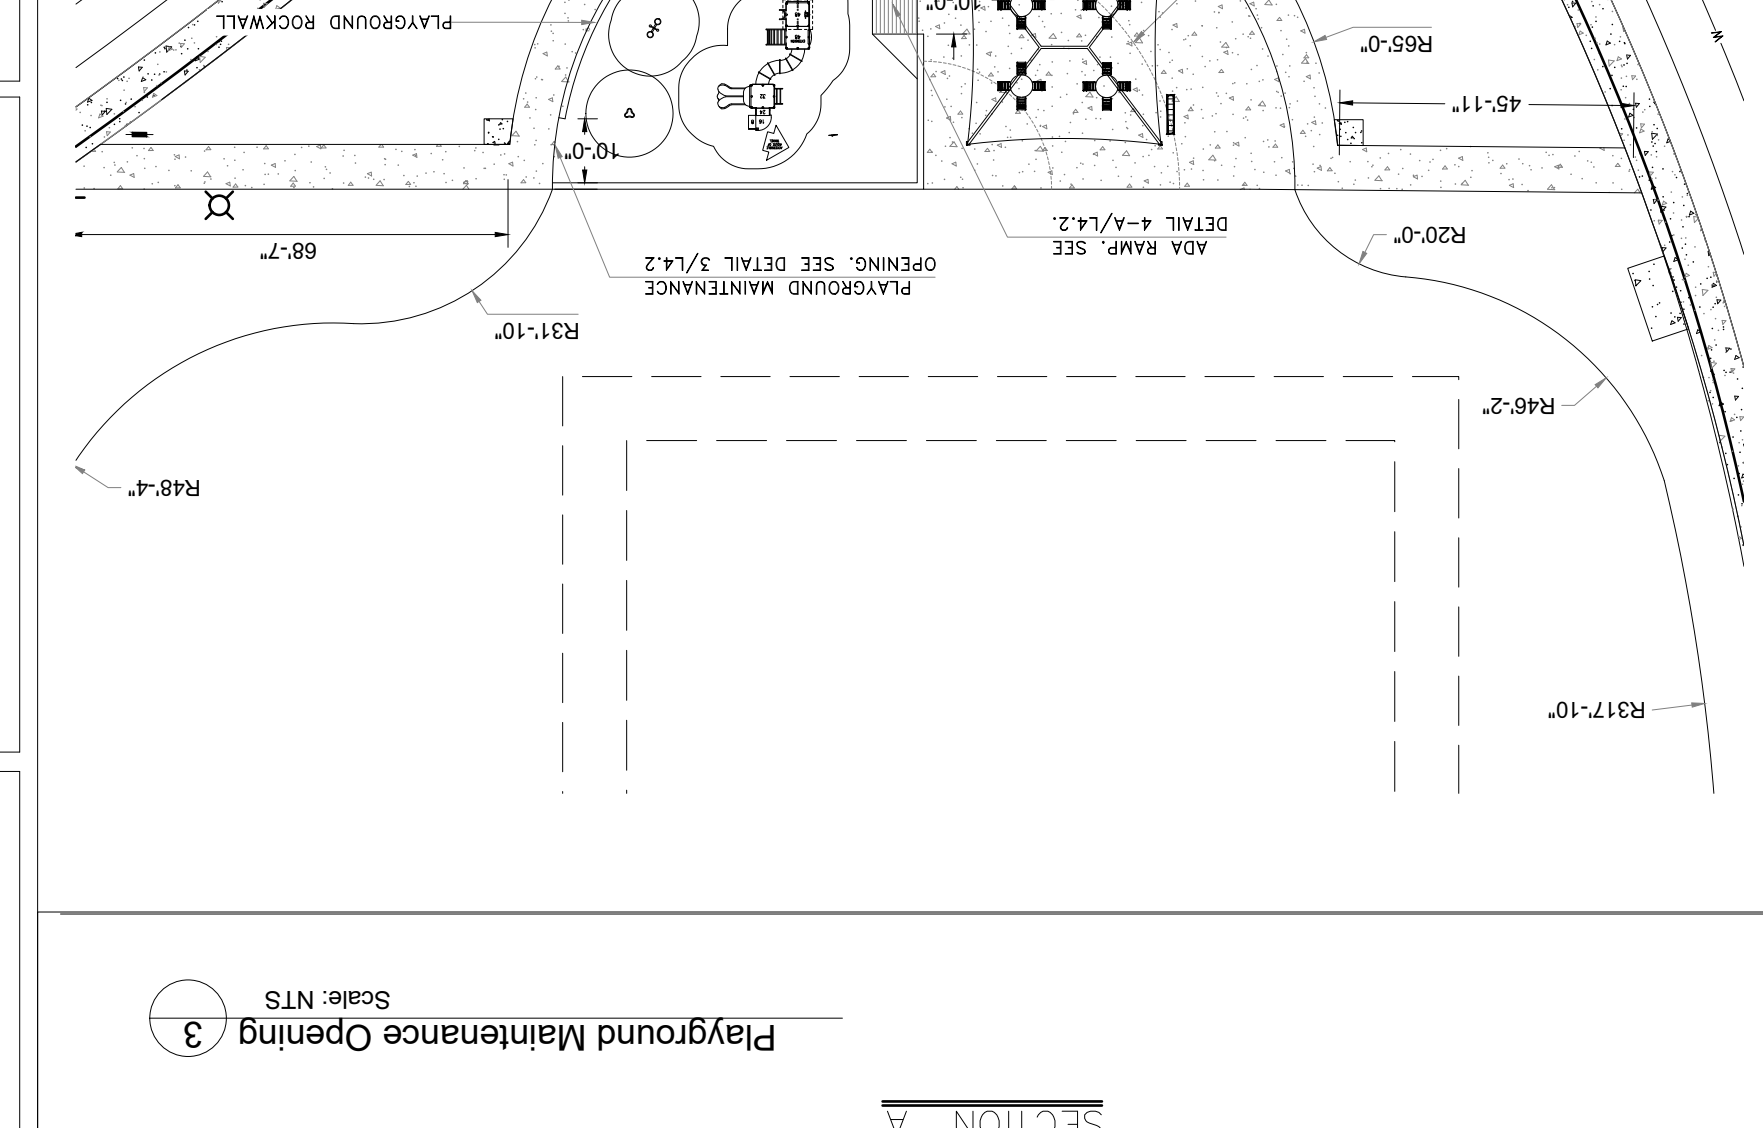 SECTION A
Playground Maintenance Opening 3
Scale: NTS
R317'-10"
R48'-4"
R46'-2"
R31'-10"
PLAYGROUND MAINTENANCE
OPENING. SEE DETAIL 3/L4.2
68'-7"
ADA RAMP. SEE
DETAIL 4-A/L4.2.
R20'-0"
10'-0"
45'-11"
R65'-0"
PLAYGROUND ROCKWALL
10'-0"